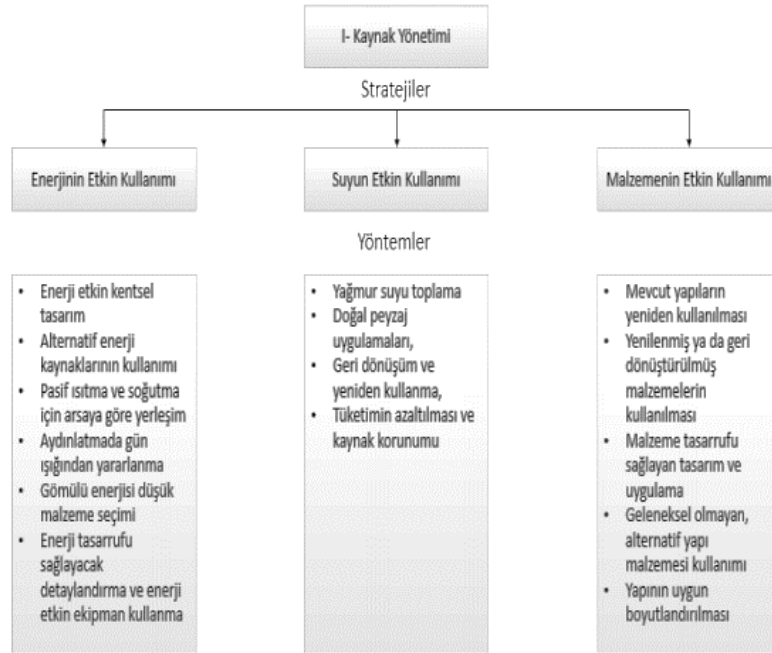 I- Kaynak Yönetimi
Stratejiler
Enerjinin Etkin Kullanımı
Suyun Etkin Kullanımı
Malzemenin Etkin Kullanımı
Yöntemler
• Enerji etkin kentsel
tasarım
• Alternatif enerji
kaynaklarının kullanımı
• Pasif ısıtma ve soğutma
için arsaya göre yerleşim
• Aydınlatmada gün
ışığından yararlanma
• Gömülü enerjisi düşük
malzeme seçimi
• Enerji tasarrufu
sağlayacak
detaylandırma ve enerji
etkin ekipman kullanma
• Yağmur suyu toplama
• Doğal peyzaj
uygulamaları,
• Geri dönüşüm ve
yeniden kullanma,
• Tüketimin azaltılması ve
kaynak korunumu
• Mevcut yapıların
yeniden kullanılması
• Yenilenmiş ya da geri
dönüştürülmüş
malzemelerin
kullanılması
• Malzeme tasarrufu
sağlayan tasarım ve
uygulama
• Geleneksel olmayan,
alternatif yapı
malzemesi kullanımı
• Yapının uygun
boyutlandırılması